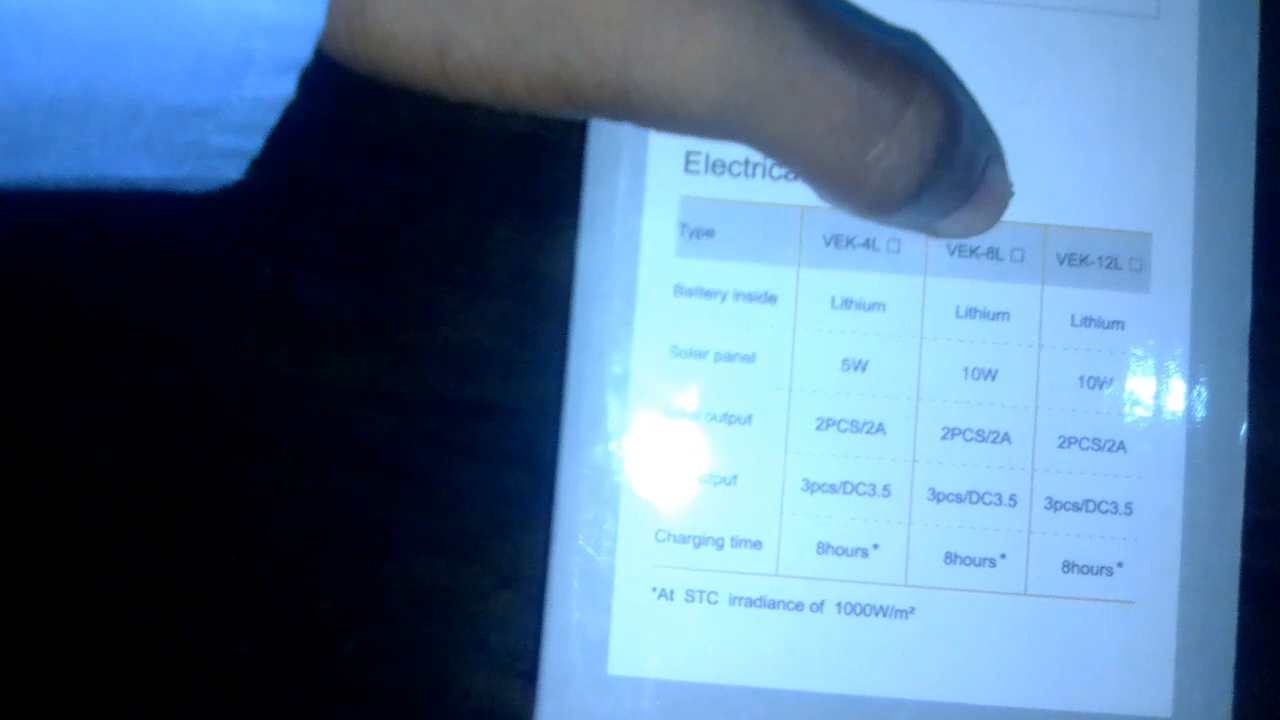 Electrica
Type VEK-4L □ VEK-8L □ VEK-12L □
Battery inside Lithium Lithium Lithium
Solar panel 5W 10W 10W
output 2PCS/2A 2PCS/2A 2PCS/2A
3pcs/DC3.5 3pcs/DC3.5 3pcs/DC3.5
Charging time 8hours* 8hours* 8hours*
*At STC irradiance of 1000W/m²